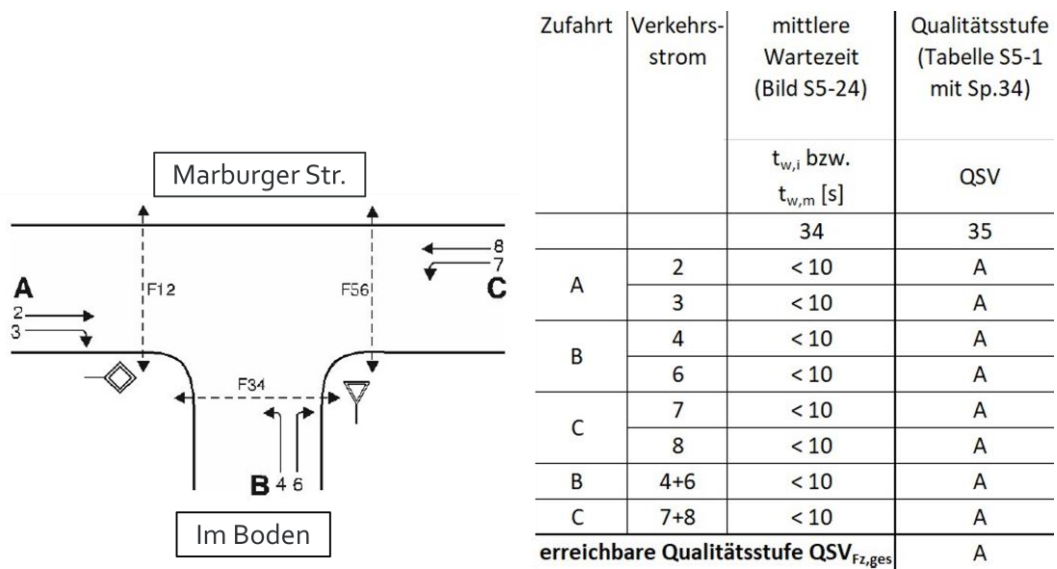 Marburger Str.
8
7
A
C
F12
F56
2
3
F34
B 4 6
Im Boden
Zufahrt Verkehrs-strom mittlere Wartezeit (Bild S5-24) Qualitätsstufe (Tabelle S5-1 mit Sp.34)
t_w,i bzw. t_w,m [s] QSV
34 35
A 2 < 10 A
3 < 10 A
B 4 < 10 A
6 < 10 A
C 7 < 10 A
8 < 10 A
B 4+6 < 10 A
C 7+8 < 10 A
erreichbare Qualitätsstufe QSV_Fz,ges A